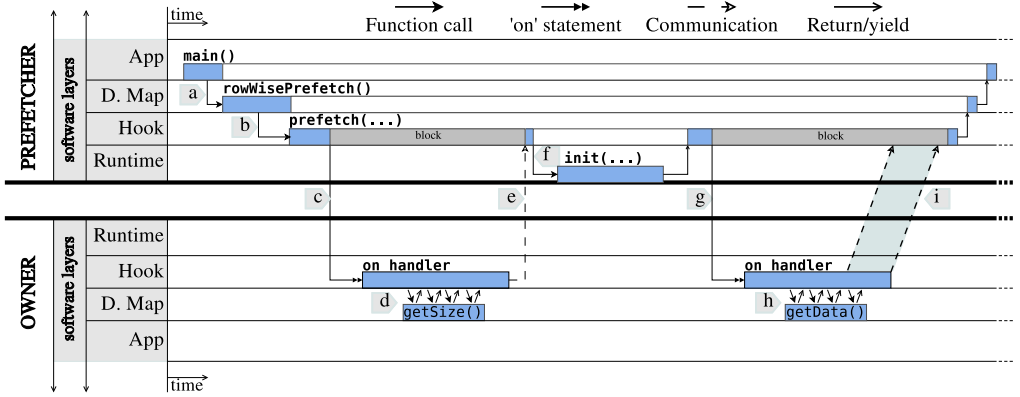 time
Function call
'on' statement
Communication
Return/yield
PREFETCHER
software layers
App
main()
a
D. Map
rowWisePrefetch()
b
Hook
prefetch(...)
block
block
Runtime
f
init(...)
c
e
g
i
OWNER
software layers
Runtime
Hook
on handler
on handler
D. Map
d
getSize()
h
getData()
App
time